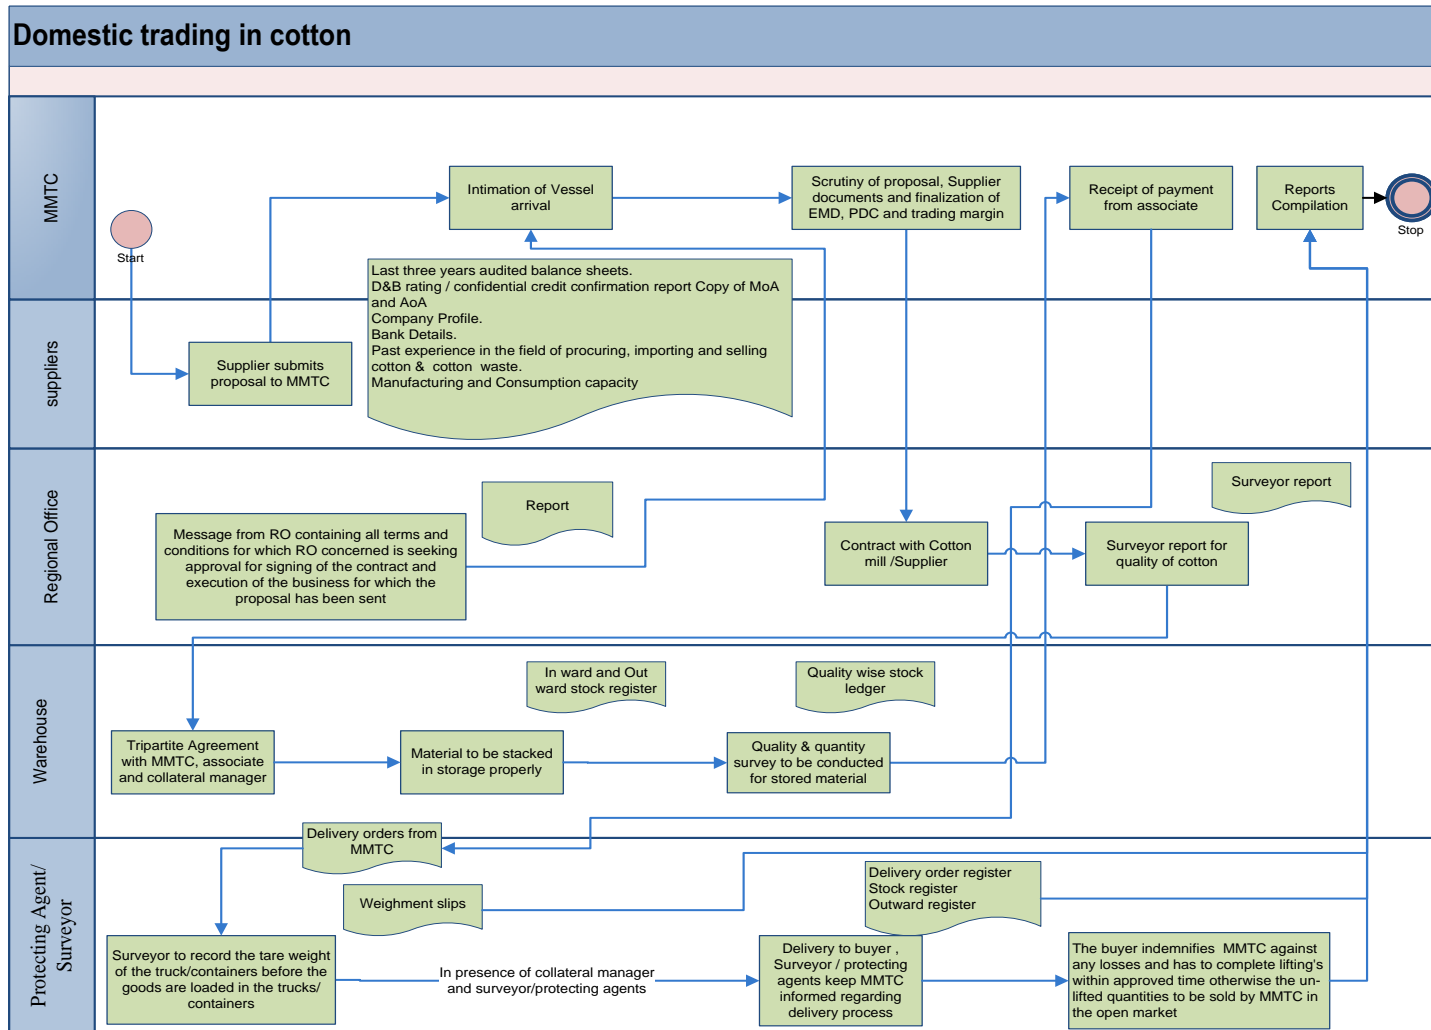 Domestic trading in cotton
MMTC
Start
Intimation of Vessel
arrival
Scrutiny of proposal, Supplier
documents and finalization of
EMD, PDC and trading margin
Receipt of payment
from associate
Reports
Compilation
Stop
suppliers
Supplier submits
proposal to MMTC
Last three years audited balance sheets.
D&B rating / confidential credit confirmation report Copy of MoA
and AoA
Company Profile.
Bank Details.
Past experience in the field of procuring, importing and selling
cotton &  cotton  waste.
Manufacturing and Consumption capacity
Regional Office
Message from RO containing all terms and
conditions for which RO concerned is seeking
approval for signing of the contract and
execution of the business for which the
proposal has been sent
Report
Contract with Cotton
mill /Supplier
Surveyor report for
quality of cotton
Surveyor report
Warehouse
Tripartite Agreement
with MMTC, associate
and collateral manager
Material to be stacked
in storage properly
In ward and Out
ward stock register
Quality & quantity
survey to be conducted
for stored material
Quality wise stock
ledger
Protecting Agent/
Surveyor
Delivery orders from
MMTC
Weighment slips
Surveyor to record the tare weight
of the truck/containers before the
goods are loaded in the trucks/
containers
In presence of collateral manager
and surveyor/protecting agents
Delivery order register
Stock register
Outward register
Delivery to buyer ,
Surveyor / protecting
agents keep MMTC
informed regarding
delivery process
The buyer indemnifies  MMTC against
any losses and has to complete lifting's
within approved time otherwise the un-
lifted quantities to be sold by MMTC in
the open market